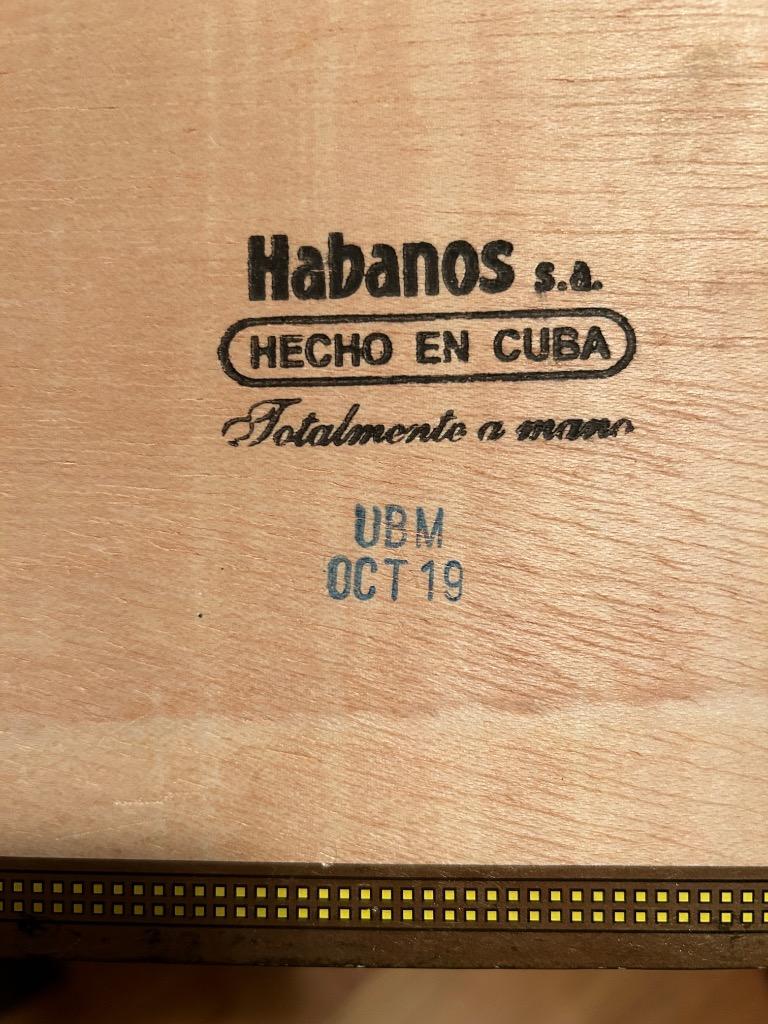 Habanos s.a.
HECHO EN CUBA
Totalmente a mano
UBM
OCT 19